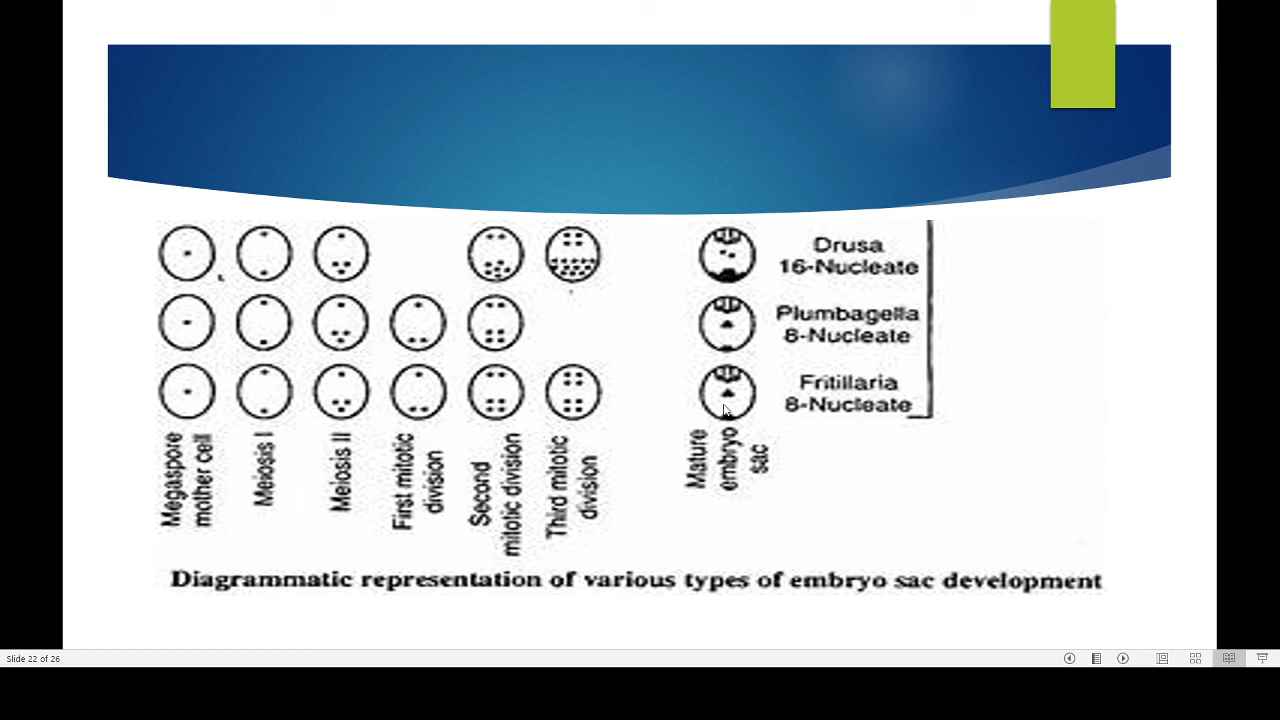 Drusa
16-Nucleate
Plumbagella
8-Nucleate
Fritillaria
8-Nucleate
Megaspore
mother cell
Meiosis I
Meiosis II
First mitotic
division
Second
mitotic division
Third mitotic
division
Mature
embryo
sac
Diagrammatic representation of various types of embryo sac development
Slide 22 of 26